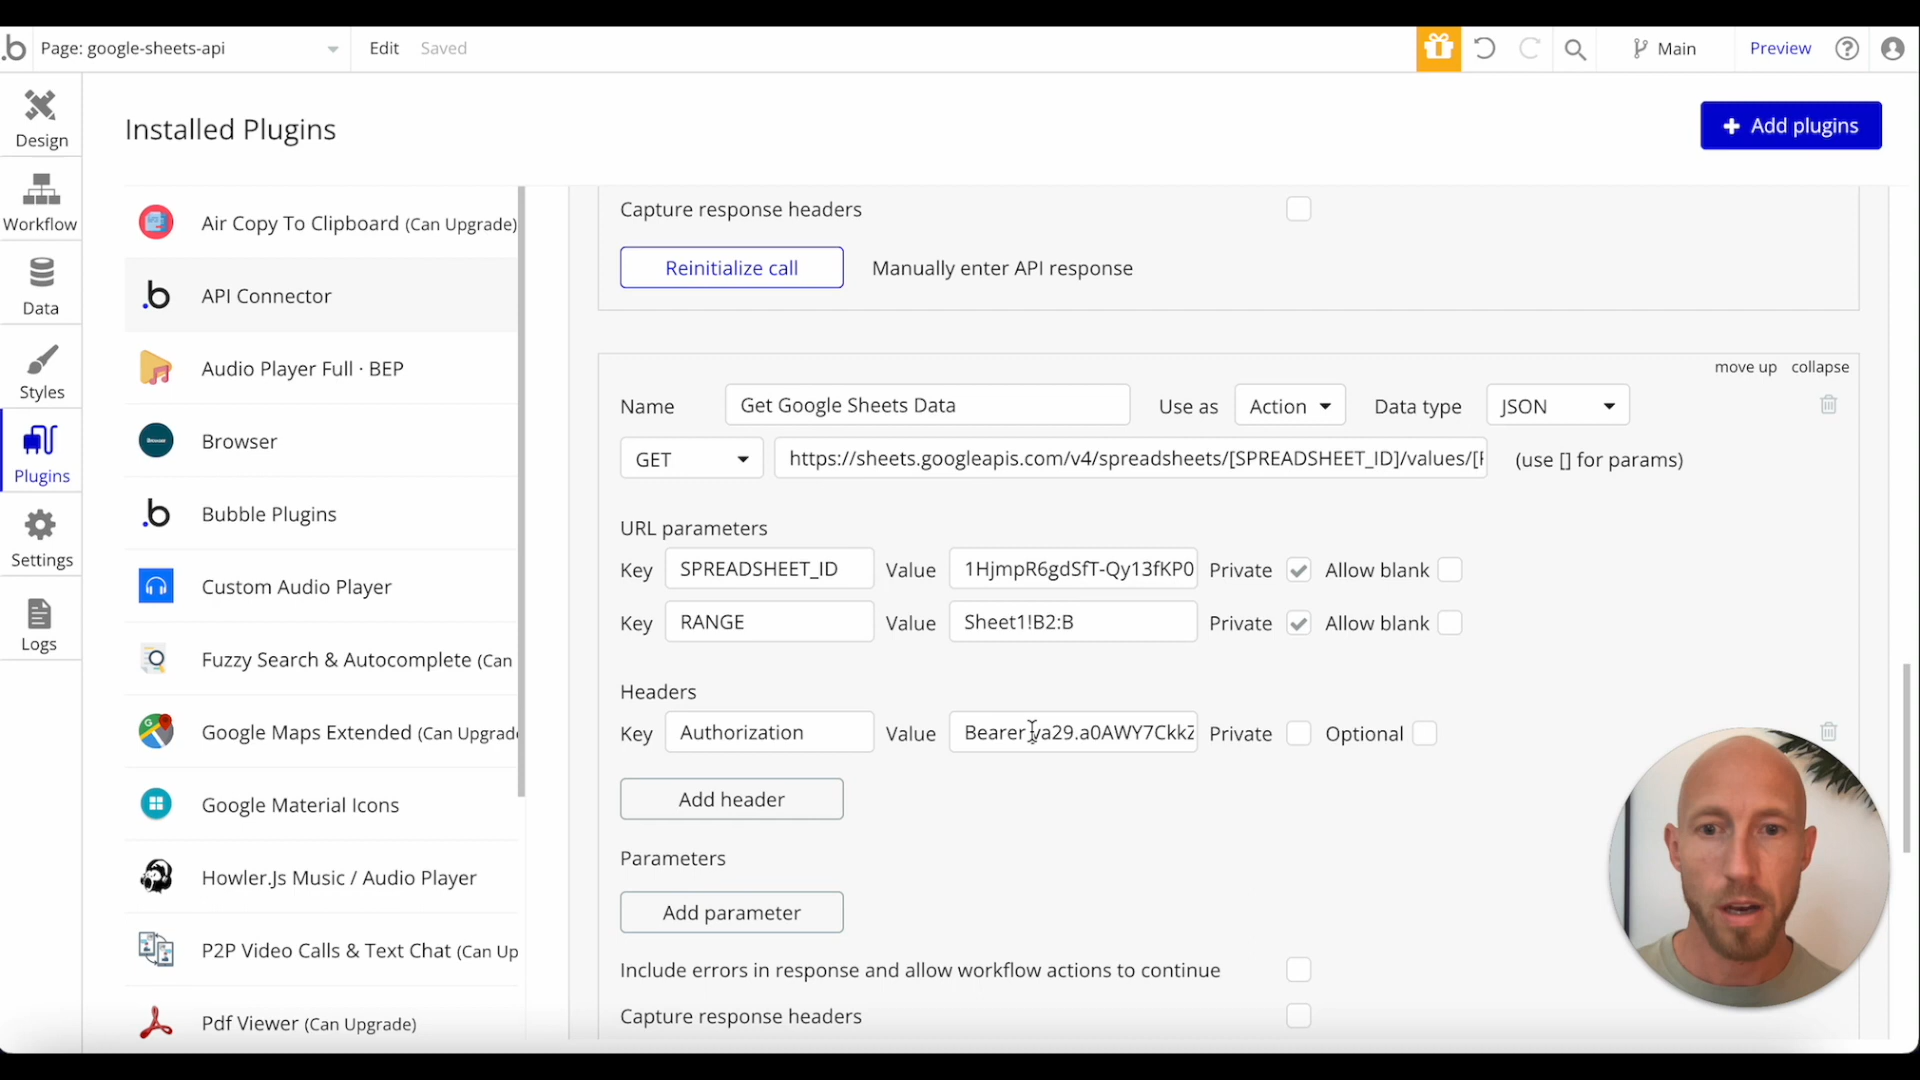 Page: google-sheets-api Edit Saved Main Preview
Design
Workflow
Data
Styles
Plugins
Settings
Logs
Installed Plugins
Add plugins
Air Copy To Clipboard (Can Upgrade)
API Connector
Audio Player Full · BEP
Browser
Bubble Plugins
Custom Audio Player
Fuzzy Search & Autocomplete (Can
Google Maps Extended (Can Upgrade
Google Material Icons
Howler.Js Music / Audio Player
P2P Video Calls & Text Chat (Can Up
Pdf Viewer (Can Upgrade)
Capture response headers
Reinitialize call Manually enter API response
move up collapse
Name Get Google Sheets Data Use as Action Data type JSON
GET https://sheets.googleapis.com/v4/spreadsheets/[SPREADSHEET_ID]/values/[ (use [] for params)
URL parameters
Key SPREADSHEET_ID Value 1HjmpR6gdSfT-Qy13fKP0 Private Allow blank
Key RANGE Value Sheet1!B2:B Private Allow blank
Headers
Key Authorization Value Bearer ya29.a0AWY7CkkZ Private Optional
Add header
Parameters
Add parameter
Include errors in response and allow workflow actions to continue
Capture response headers